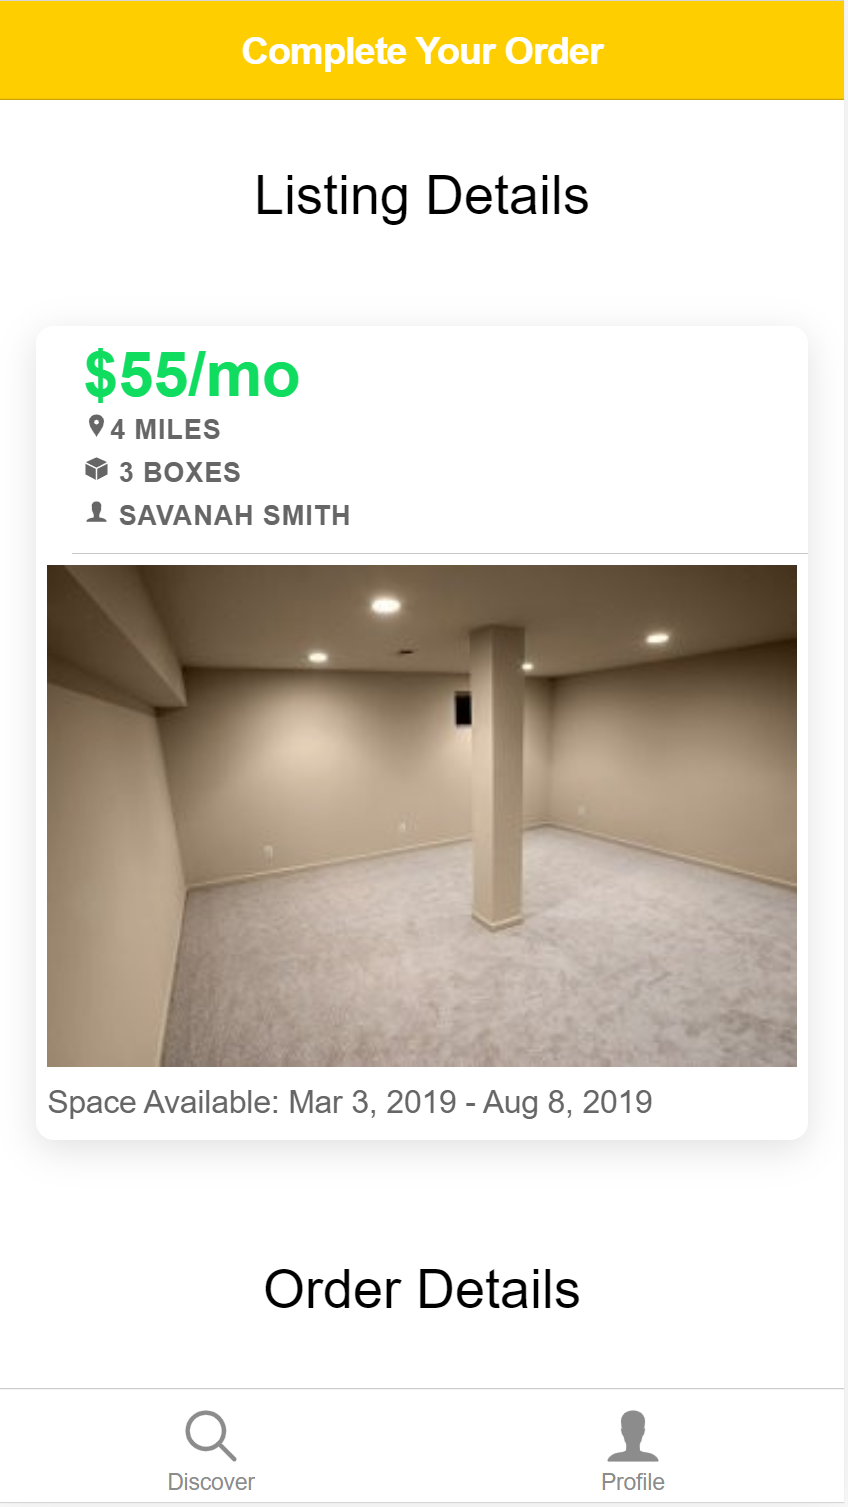 Complete Your Order
Listing Details
$55/mo
4 MILES
3 BOXES
SAVANAH SMITH
Space Available: Mar 3, 2019 - Aug 8, 2019
Order Details
Discover
Profile